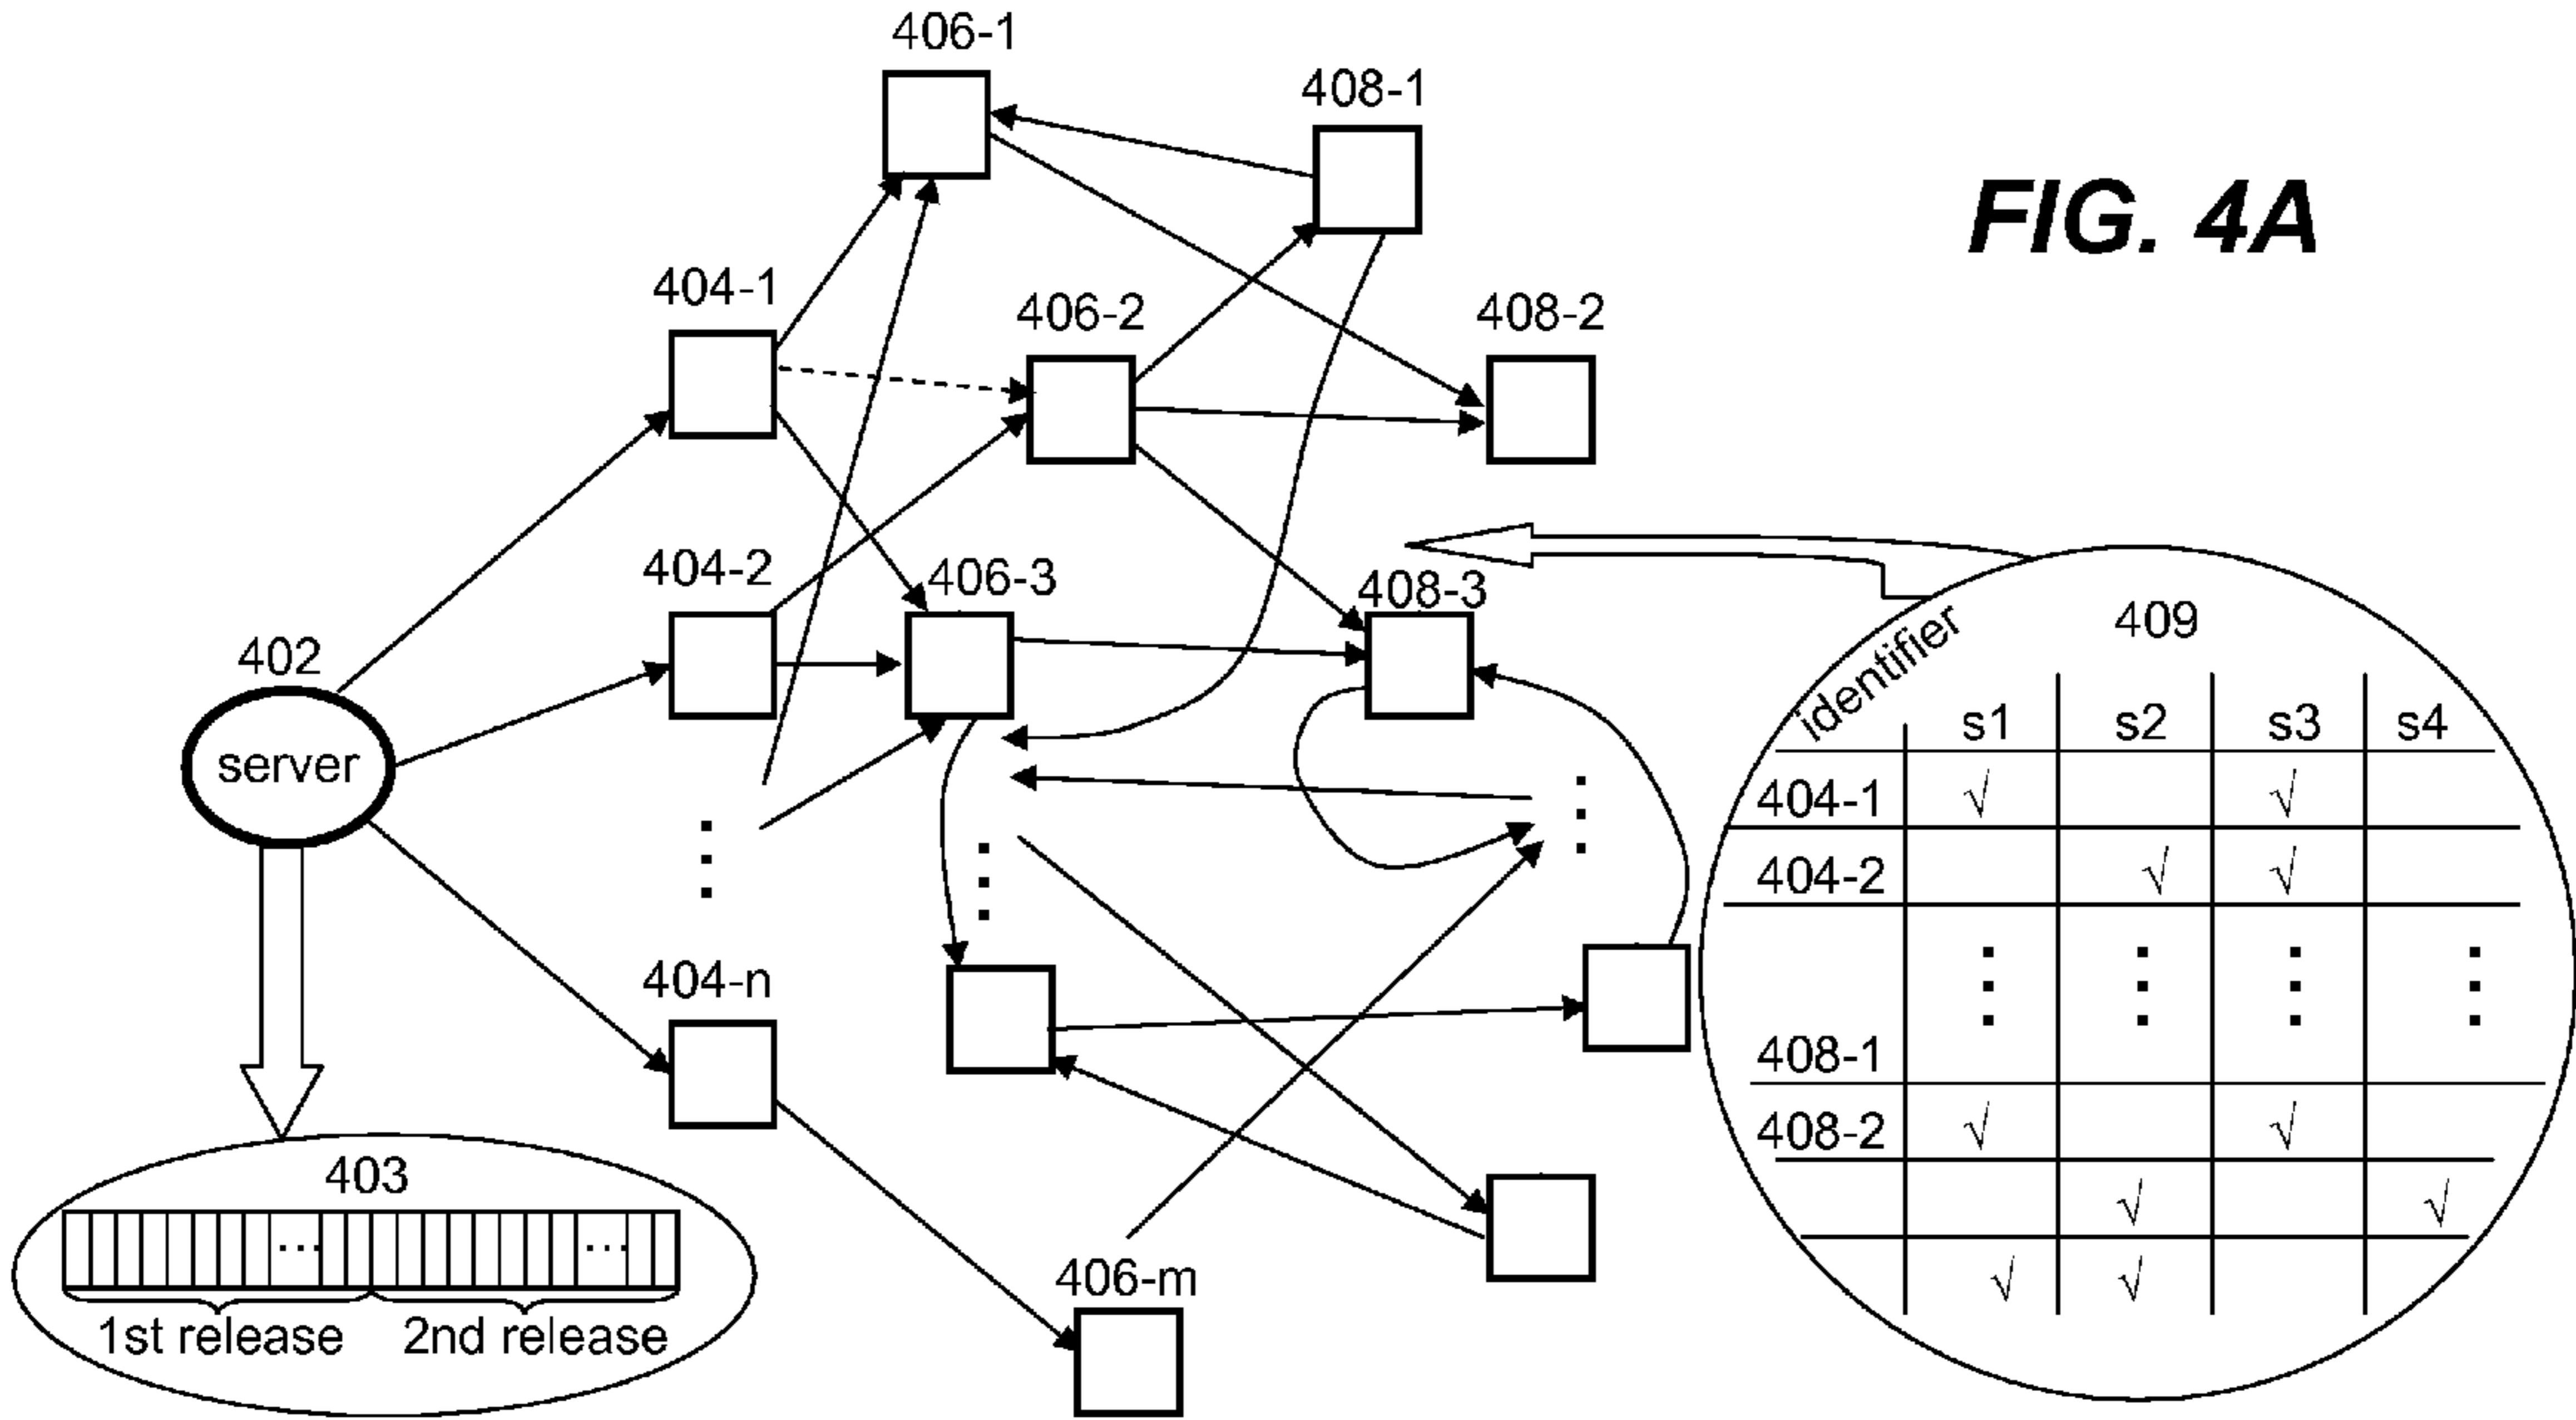 406-1
408-1
FIG. 4A
404-1
406-2
408-2
404-2
406-3
408-3
402
server
409
identifier
s1 s2 s3 s4
404-1 √ √
404-2 √ √
404-n
408-1
408-2 √ √
√ √
√ √
403
...
...
1st release 2nd release
406-m